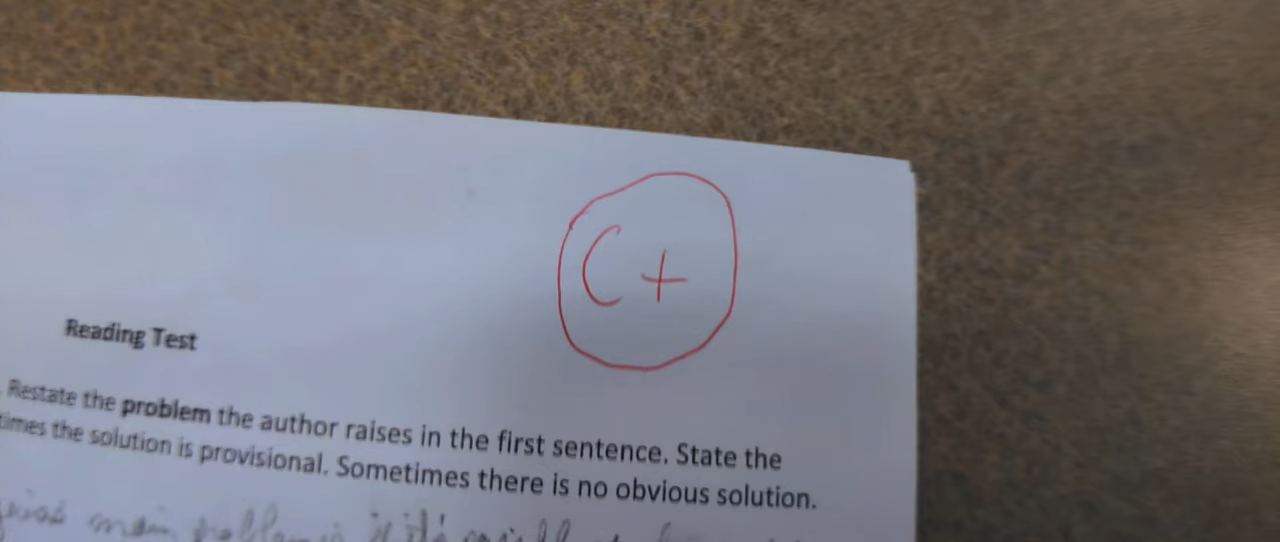 C+
Reading Test
Restate the problem the author raises in the first sentence. State the
times the solution is provisional. Sometimes there is no obvious solution.
main